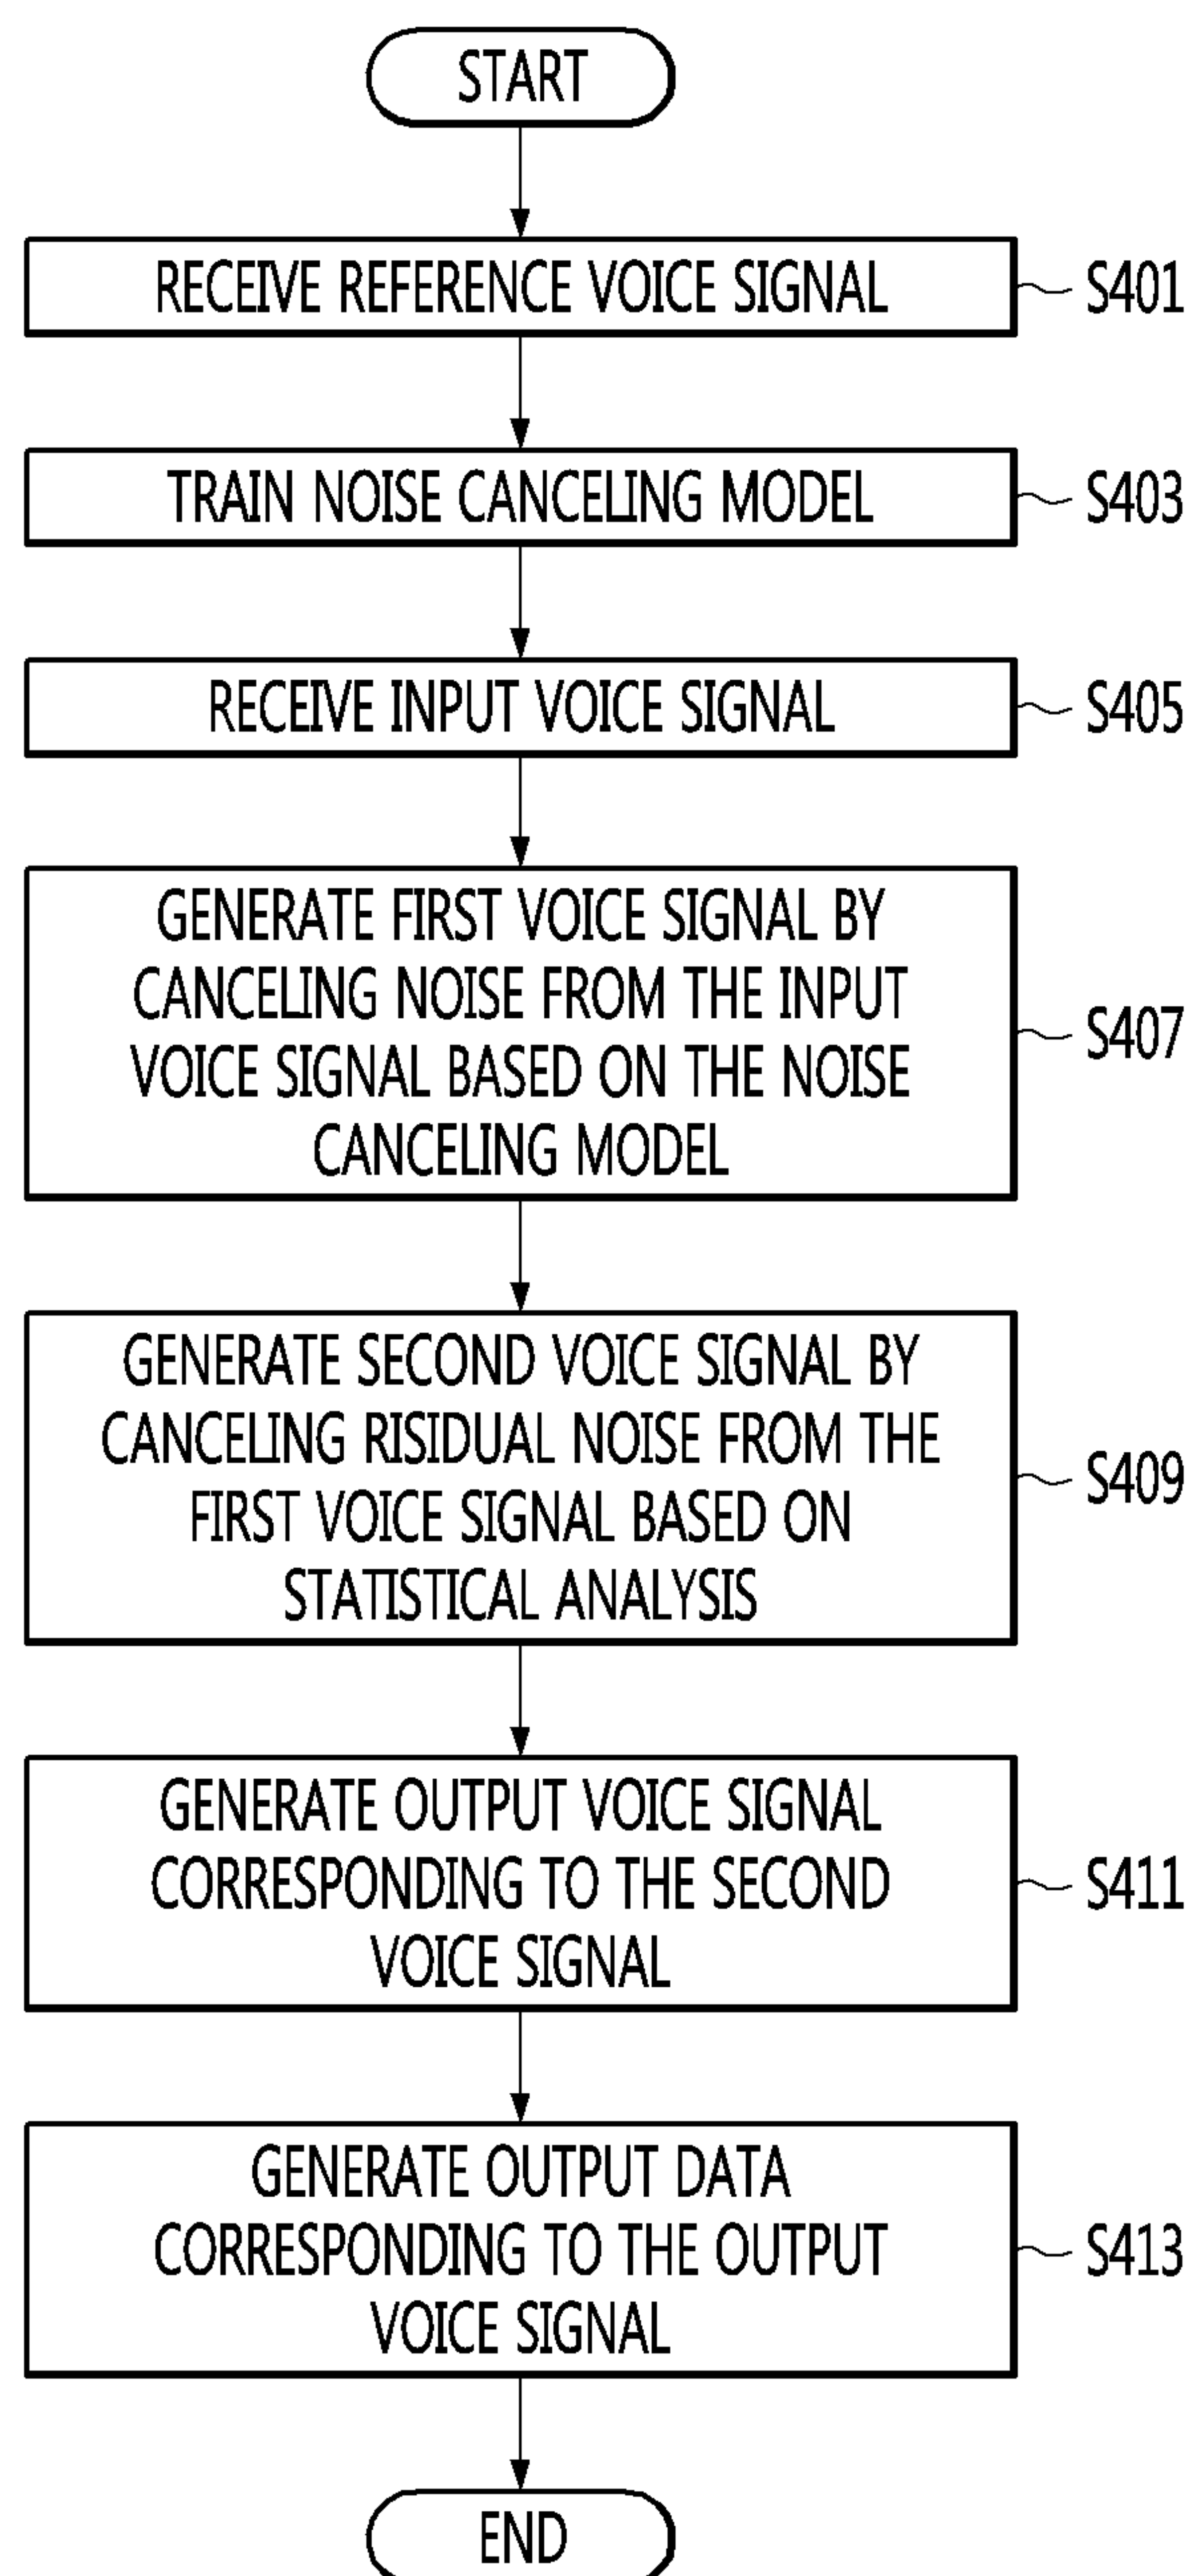 START
RECEIVE REFERENCE VOICE SIGNAL
S401
TRAIN NOISE CANCELING MODEL
S403
RECEIVE INPUT VOICE SIGNAL
S405
GENERATE FIRST VOICE SIGNAL BY
CANCELING NOISE FROM THE INPUT
VOICE SIGNAL BASED ON THE NOISE
CANCELING MODEL
S407
GENERATE SECOND VOICE SIGNAL BY
CANCELING RISIDUAL NOISE FROM THE
FIRST VOICE SIGNAL BASED ON
STATISTICAL ANALYSIS
S409
GENERATE OUTPUT VOICE SIGNAL
CORRESPONDING TO THE SECOND
VOICE SIGNAL
S411
GENERATE OUTPUT DATA
CORRESPONDING TO THE OUTPUT
VOICE SIGNAL
S413
END